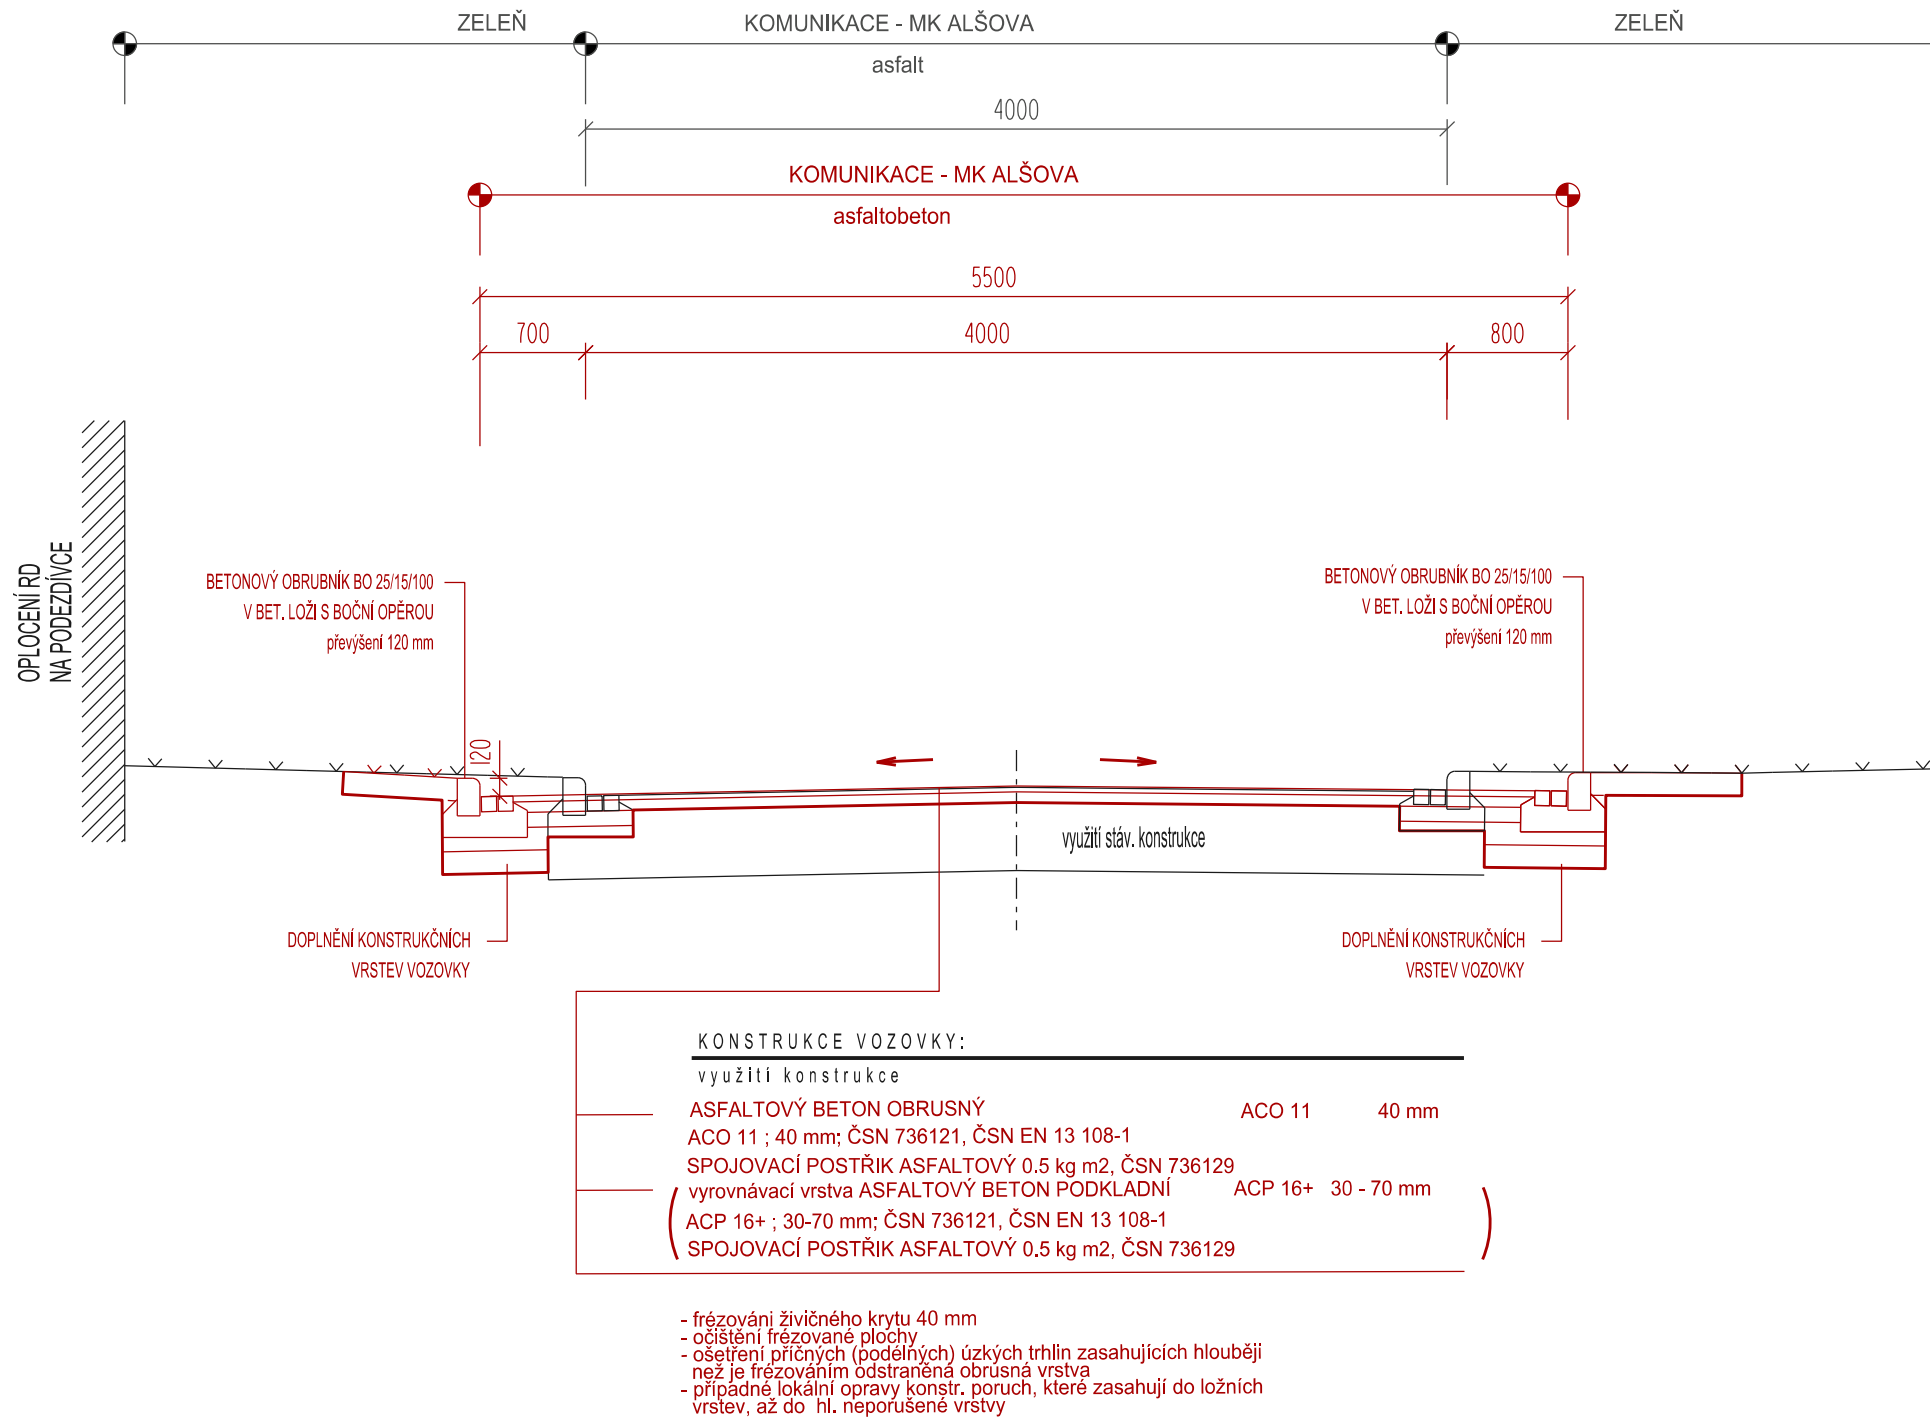 ZELEŇ
KOMUNIKACE - MK ALŠOVA
ZELEŇ
asfalt
4000
KOMUNIKACE - MK ALŠOVA
asfaltobeton
5500
700
4000
800
OPLOCENÍ RD
NA PODEZDÍVCE
BETONOVÝ OBRUBNÍK BO 25/15/100
V BET. LOŽI S BOČNÍ OPĚROU
převýšení 120 mm
BETONOVÝ OBRUBNÍK BO 25/15/100
V BET. LOŽI S BOČNÍ OPĚROU
převýšení 120 mm
120
využití stáv. konstrukce
DOPLNĚNÍ KONSTRUKČNÍCH
VRSTEV VOZOVKY
DOPLNĚNÍ KONSTRUKČNÍCH
VRSTEV VOZOVKY
KONSTRUKCE VOZOVKY:
využití konstrukce
ASFALTOVÝ BETON OBRUSNÝ ACO 11 40 mm
ACO 11 ; 40 mm; ČSN 736121, ČSN EN 13 108-1
SPOJOVACÍ POSTŘIK ASFALTOVÝ 0.5 kg m2, ČSN 736129
vyrovnávací vrstva ASFALTOVÝ BETON PODKLADNÍ ACP 16+ 30 - 70 mm
ACP 16+ ; 30-70 mm; ČSN 736121, ČSN EN 13 108-1
SPOJOVACÍ POSTŘIK ASFALTOVÝ 0.5 kg m2, ČSN 736129
- frézováni živičného krytu 40 mm
- očištění frézované plochy
- ošetření příčných (podélných) úzkých trhlin zasahujících hlouběji
než je frézováním odstraněná obrusná vrstva
- případné lokální opravy konstr. poruch, které zasahují do ložních
vrstev, až do hl. neporušené vrstvy